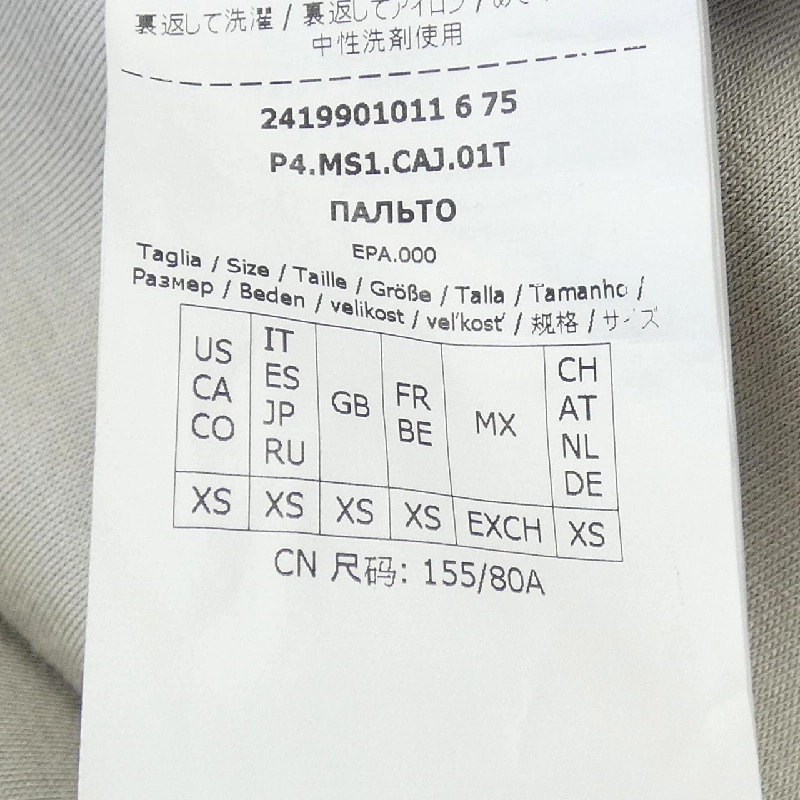 裏返して洗濯 / 裏返してアイロン /
中性洗剤使用
2419901011 6 75
P4.MS1.CAJ.01T
ПАЛЬТО
EPA.000
Taglia / Size / Taille / Größe / Talla / Tamanho /
Размер / Beden / velikost / veľkosť / 规格 / サイズ
US IT GB FR MX CH
CA ES BE AT
CO JP NL
RU DE
XS XS XS XS EXCH XS
CN 尺码: 155/80A